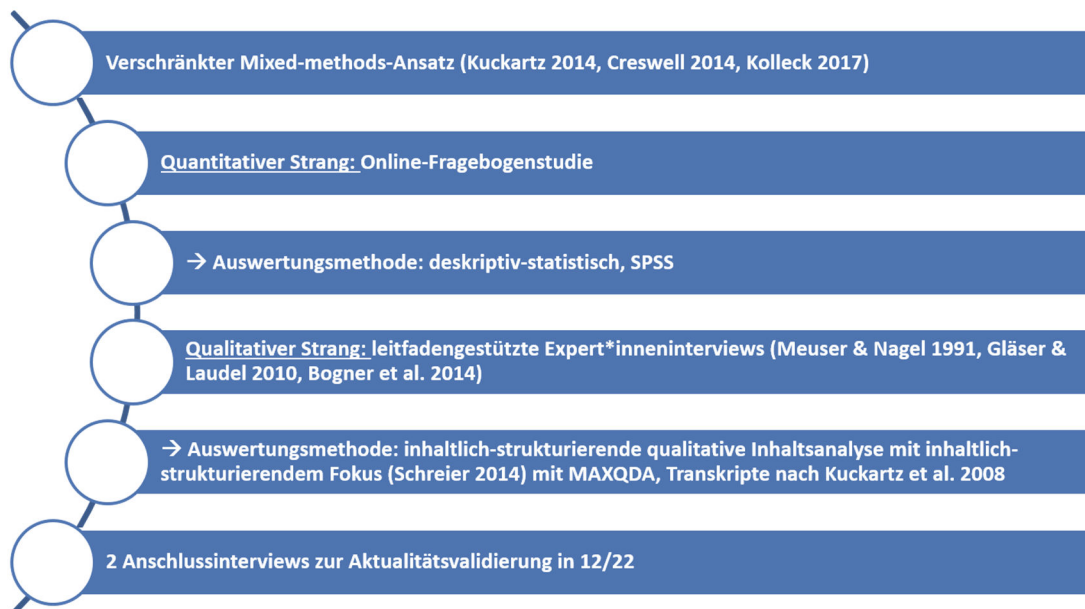 Verschränkter Mixed-methods-Ansatz (Kuckartz 2014, Creswell 2014, Kolleck 2017)
Quantitativer Strang: Online-Fragebogenstudie
→ Auswertungsmethode: deskriptiv-statistisch, SPSS
Qualitativer Strang: leitfadengestützte Expert*inneninterviews (Meuser & Nagel 1991, Gläser &
Laudel 2010, Bogner et al. 2014)
→ Auswertungsmethode: inhaltlich-strukturierende qualitative Inhaltsanalyse mit inhaltlich-
strukturierendem Fokus (Schreier 2014) mit MAXQDA, Transkripte nach Kuckartz et al. 2008
2 Anschlussinterviews zur Aktualitätsvalidierung in 12/22